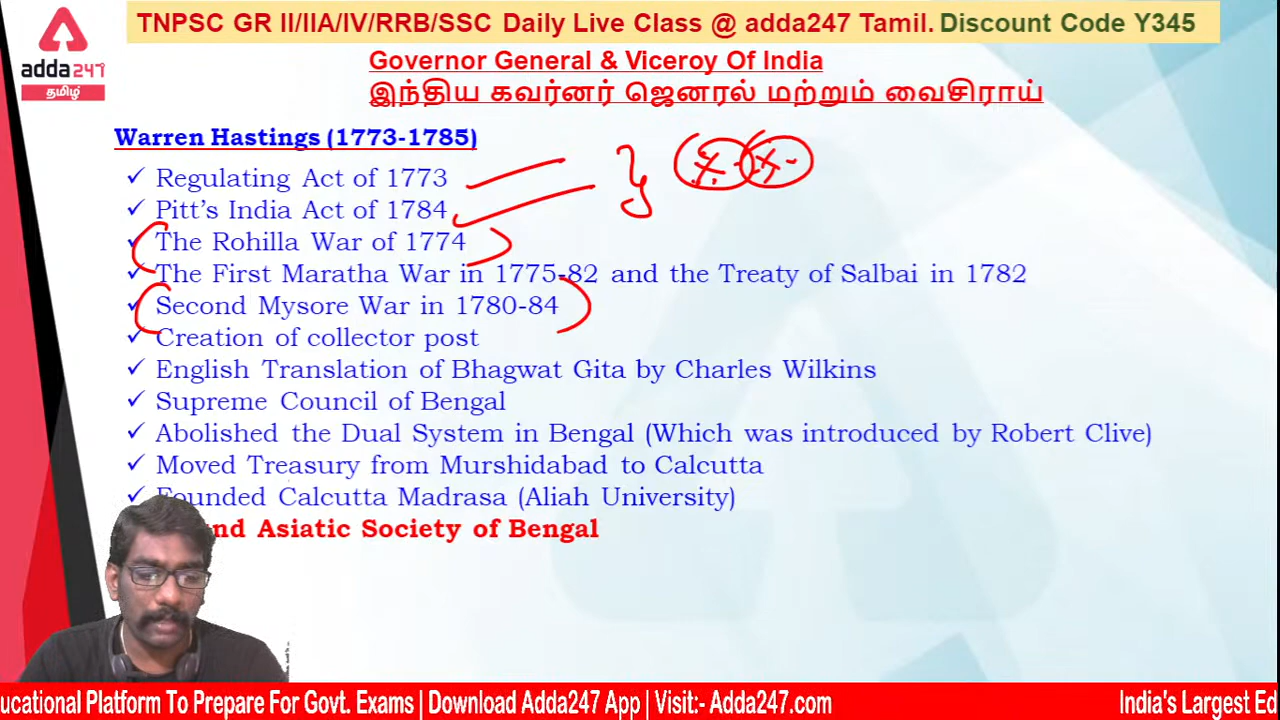 TNPSC GR II/IIA/IV/RRB/SSC Daily Live Class @ adda247 Tamil. Discount Code Y345
adda247
தமிழ்
Governor General & Viceroy Of India
இந்திய கவர்னர் ஜெனரல் மற்றும் வைசிராய்
Warren Hastings (1773-1785)
✓ Regulating Act of 1773
✓ Pitt's India Act of 1784
✓ The Rohilla War of 1774
✓ The First Maratha War in 1775-82 and the Treaty of Salbai in 1782
✓ Second Mysore War in 1780-84
✓ Creation of collector post
✓ English Translation of Bhagwat Gita by Charles Wilkins
✓ Supreme Council of Bengal
✓ Abolished the Dual System in Bengal (Which was introduced by Robert Clive)
✓ Moved Treasury from Murshidabad to Calcutta
✓ Founded Calcutta Madrasa (Aliah University)
Asiatic Society of Bengal
ucational Platform To Prepare For Govt. Exams | Download Adda247 App | Visit:- Adda247.com
India's Largest Ed